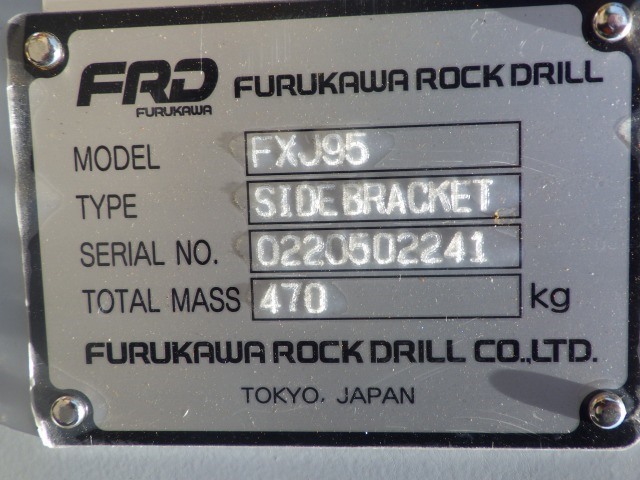 FRD FURUKAWA ROCK DRILL
FURUKAWA
MODEL FXJ95
TYPE SIDE BRACKET
SERIAL NO. 0220502241
TOTAL MASS 470 kg
FURUKAWA ROCK DRILL CO.,LTD.
TOKYO, JAPAN